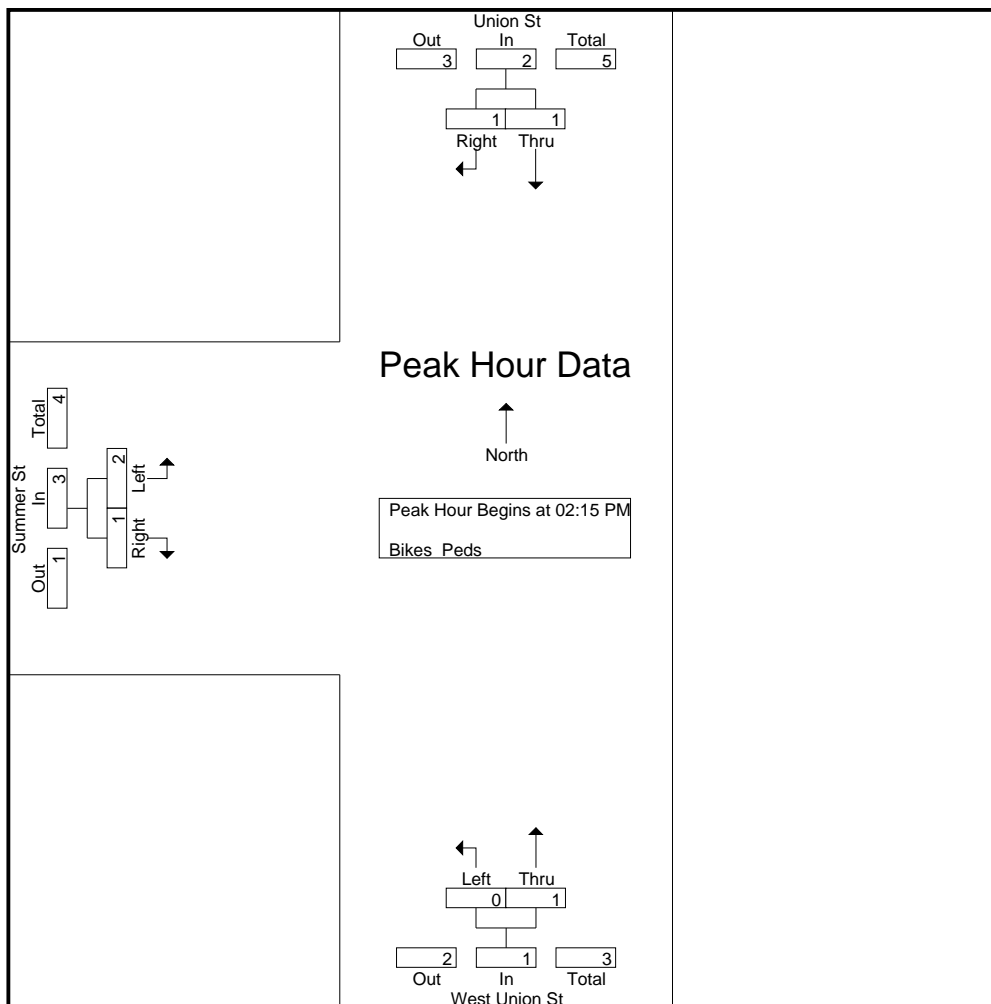 Union St
Out In Total
3 2 5
1 1
Right Thru
Peak Hour Data
North
Peak Hour Begins at 02:15 PM
Bikes Peds
Summer St
Out In Total
1 3 4
Right Left
1 2
Left Thru
0 1
2 1 3
Out In Total
West Union St